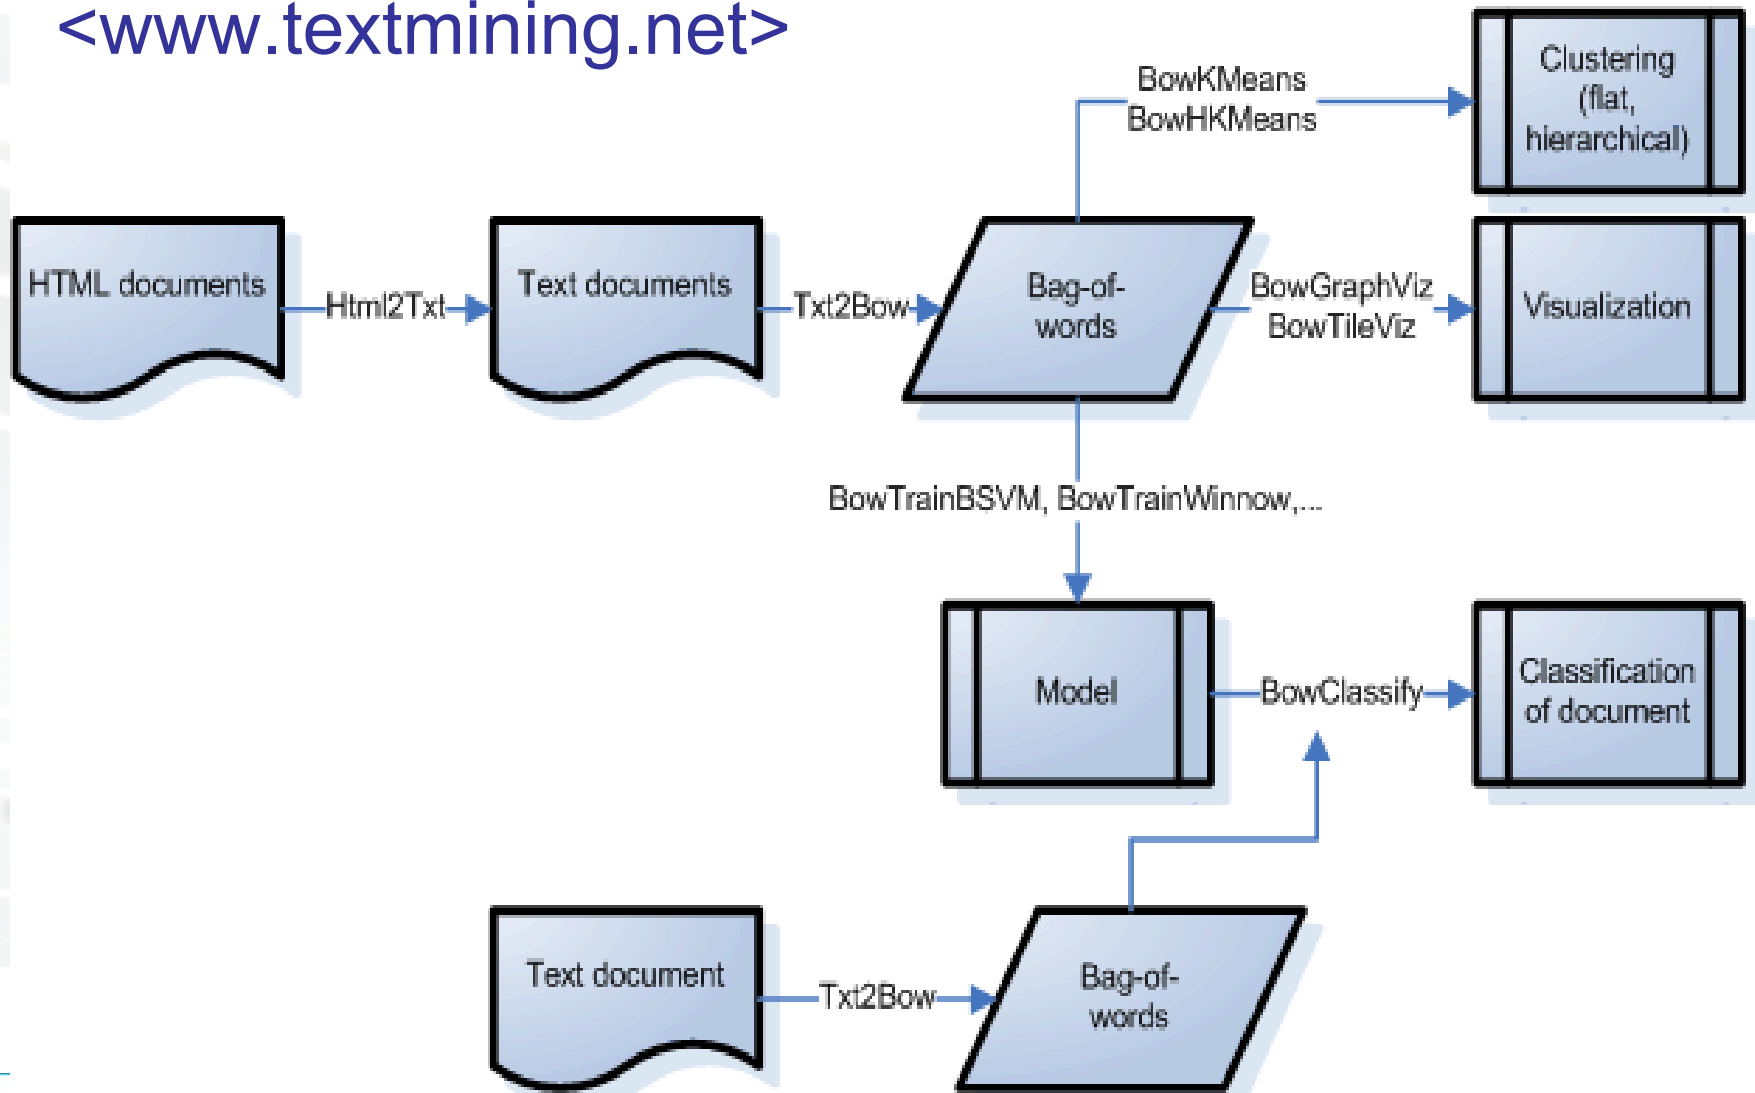 <www.textmining.net>
BowKMeans
BowHKMeans
Clustering
(flat,
hierarchical)
HTML documents
Html2Txt
Text documents
Txt2Bow
Bag-of-
words
BowGraphViz
BowTileViz
Visualization
BowTrainBSVM, BowTrainWinnow,...
Model
BowClassify
Classification
of document
Text document
Txt2Bow
Bag-of-
words